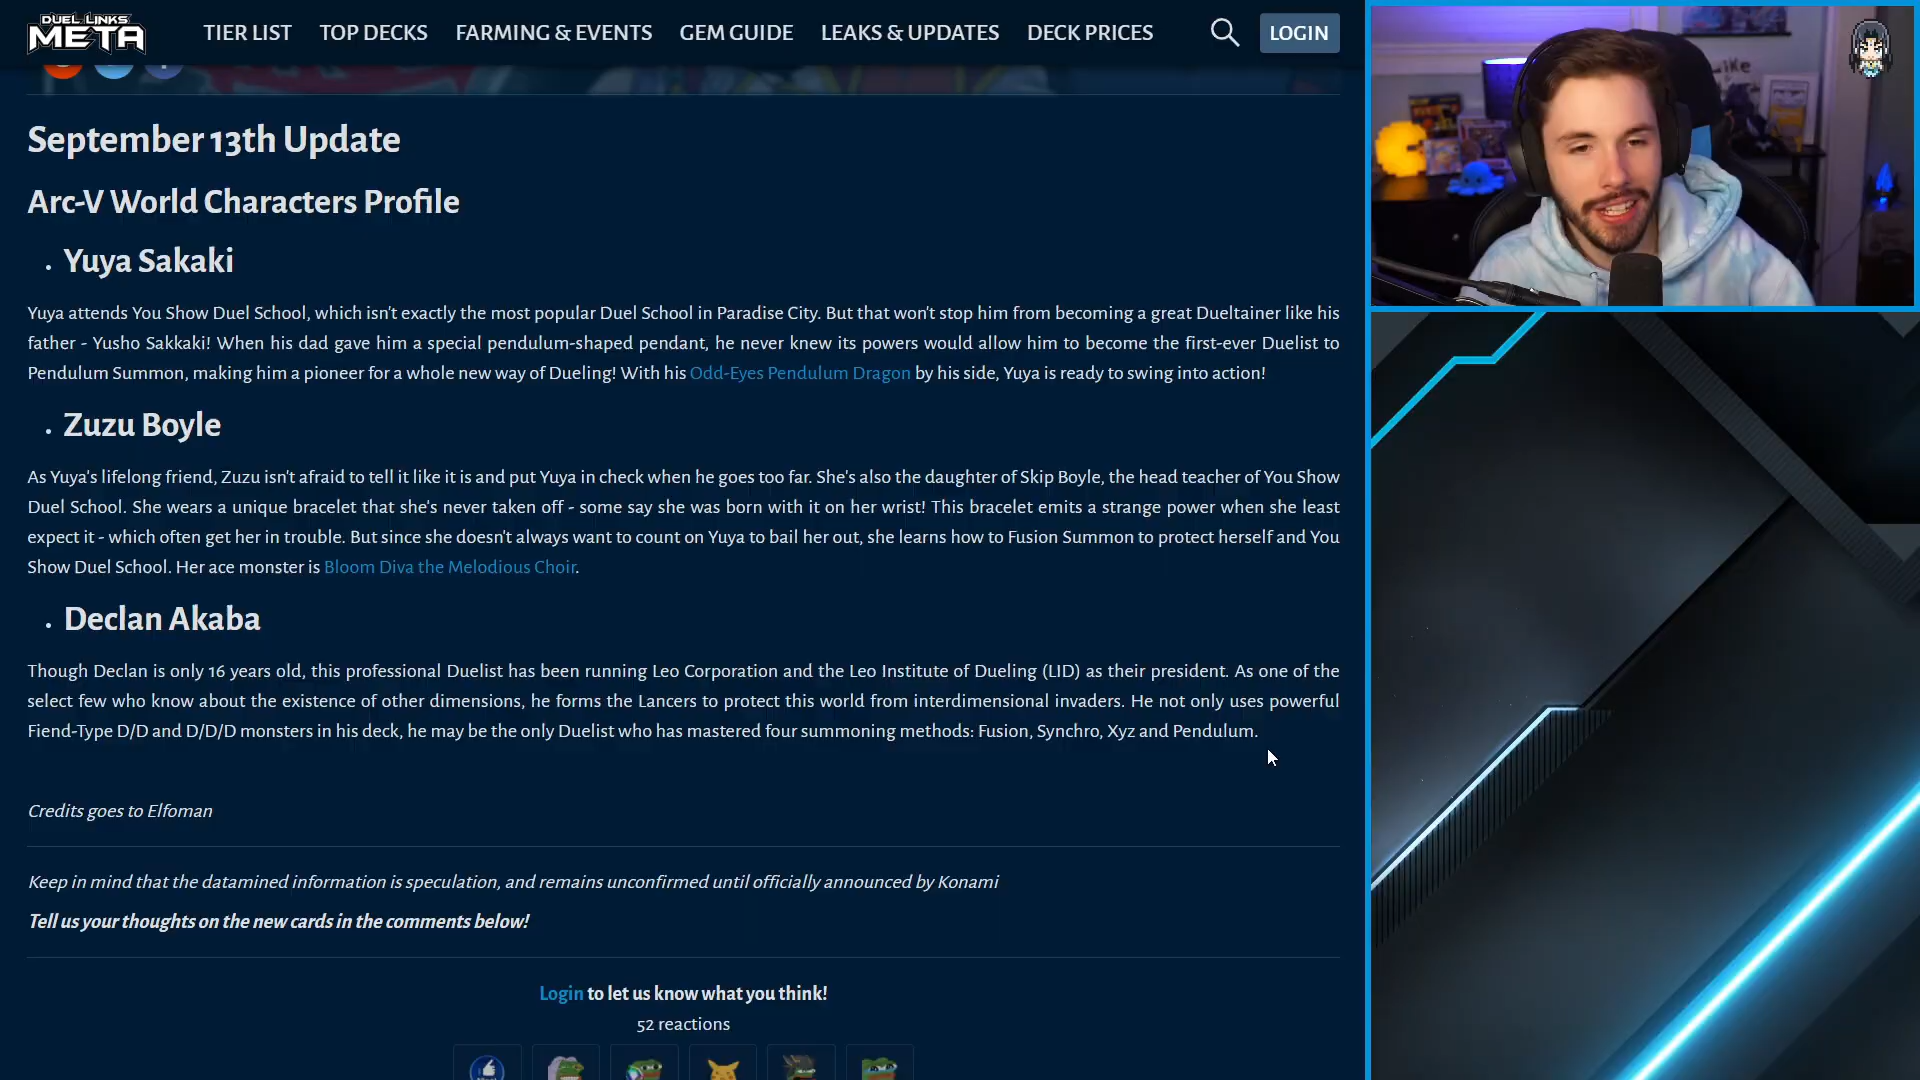 DUEL LINKS
META
TIER LIST TOP DECKS FARMING & EVENTS GEM GUIDE LEAKS & UPDATES DECK PRICES LOGIN
September 13th Update
Arc-V World Characters Profile
• Yuya Sakaki
Yuya attends You Show Duel School, which isn't exactly the most popular Duel School in Paradise City. But that won't stop him from becoming a great Dueltainer like his
father - Yusho Sakkaki! When his dad gave him a special pendulum-shaped pendant, he never knew its powers would allow him to become the first-ever Duelist to
Pendulum Summon, making him a pioneer for a whole new way of Dueling! With his Odd-Eyes Pendulum Dragon by his side, Yuya is ready to swing into action!
• Zuzu Boyle
As Yuya's lifelong friend, Zuzu isn't afraid to tell it like it is and put Yuya in check when he goes too far. She's also the daughter of Skip Boyle, the head teacher of You Show
Duel School. She wears a unique bracelet that she's never taken off - some say she was born with it on her wrist! This bracelet emits a strange power when she least
expect it - which often get her in trouble. But since she doesn't always want to count on Yuya to bail her out, she learns how to Fusion Summon to protect herself and You
Show Duel School. Her ace monster is Bloom Diva the Melodious Choir.
• Declan Akaba
Though Declan is only 16 years old, this professional Duelist has been running Leo Corporation and the Leo Institute of Dueling (LID) as their president. As one of the
select few who know about the existence of other dimensions, he forms the Lancers to protect this world from interdimensional invaders. He not only uses powerful
Fiend-Type D/D and D/D/D monsters in his deck, he may be the only Duelist who has mastered four summoning methods: Fusion, Synchro, Xyz and Pendulum.
Credits goes to Elfoman
Keep in mind that the datamined information is speculation, and remains unconfirmed until officially announced by Konami
Tell us your thoughts on the new cards in the comments below!
Login to let us know what you think!
52 reactions